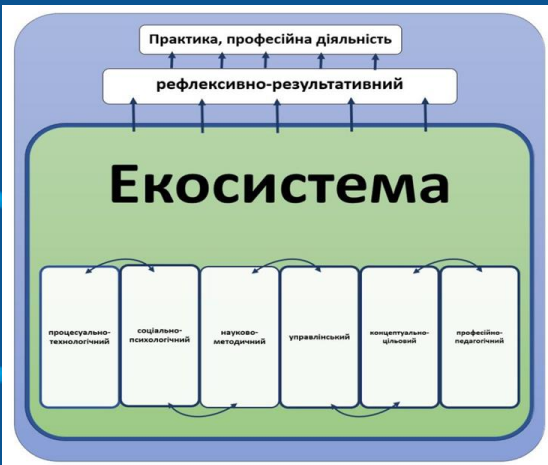 Практика, професійна діяльність
рефлексивно-результативний
Екосистема
процесуально-
технологічний
соціально-
психологічний
науково-
методичний
управлінський
концептуально-
цільовий
професійно-
педагогічний